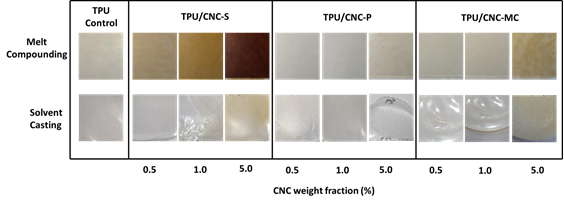 TPU
Control
TPU/CNC-S
TPU/CNC-P
TPU/CNC-MC
Melt
Compounding
Solvent
Casting
0.5 1.0 5.0 0.5 1.0 5.0 0.5 1.0 5.0
CNC weight fraction (%)